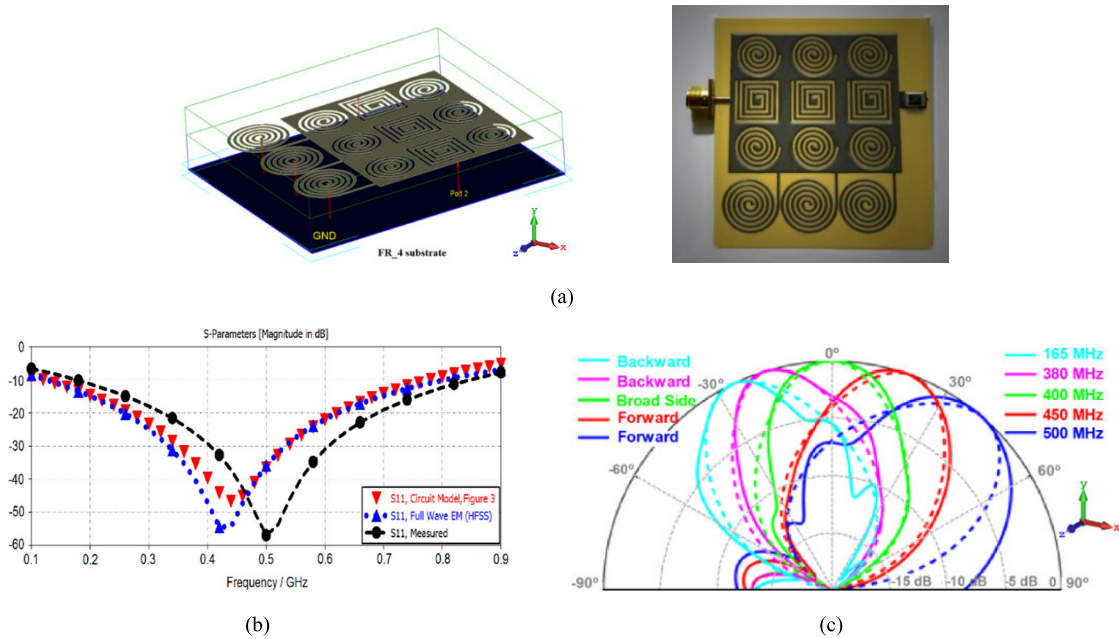 Port 2
GND
FR_4 substrate
y
x
z
(a)
S-Parameters [Magnitude in dB]
0
-10
-20
-30
-40
-50
-60
0.1
0.2
0.3
0.4
0.5
0.6
0.7
0.8
0.9
Frequency / GHz
S11, Circuit Model, Figure 3
S11, Full Wave EM (HFSS)
S11, Measured
(b)
Backward
Backward
Broad Side
Forward
Forward
165 MHz
380 MHz
400 MHz
450 MHz
500 MHz
0°
-30°
30°
-60°
60°
-90°
90°
-15 dB
-10 dB
-5 dB
0
y
x
z
(c)